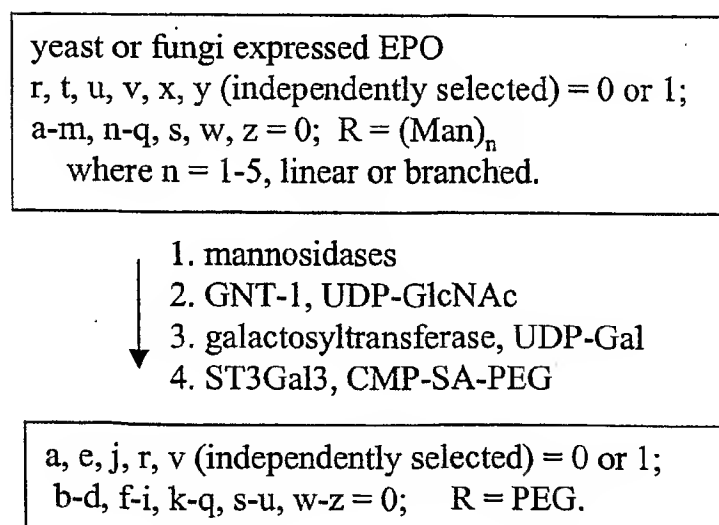 yeast or fungi expressed EPO
r, t, u, v, x, y (independently selected) = 0 or 1;
a-m, n-q, s, w, z = 0; R = (Man)n
where n = 1-5, linear or branched.
1. mannosidases
2. GNT-1, UDP-GlcNAc
3. galactosyltransferase, UDP-Gal
4. ST3Gal3, CMP-SA-PEG
a, e, j, r, v (independently selected) = 0 or 1;
b-d, f-i, k-q, s-u, w-z = 0; R = PEG.